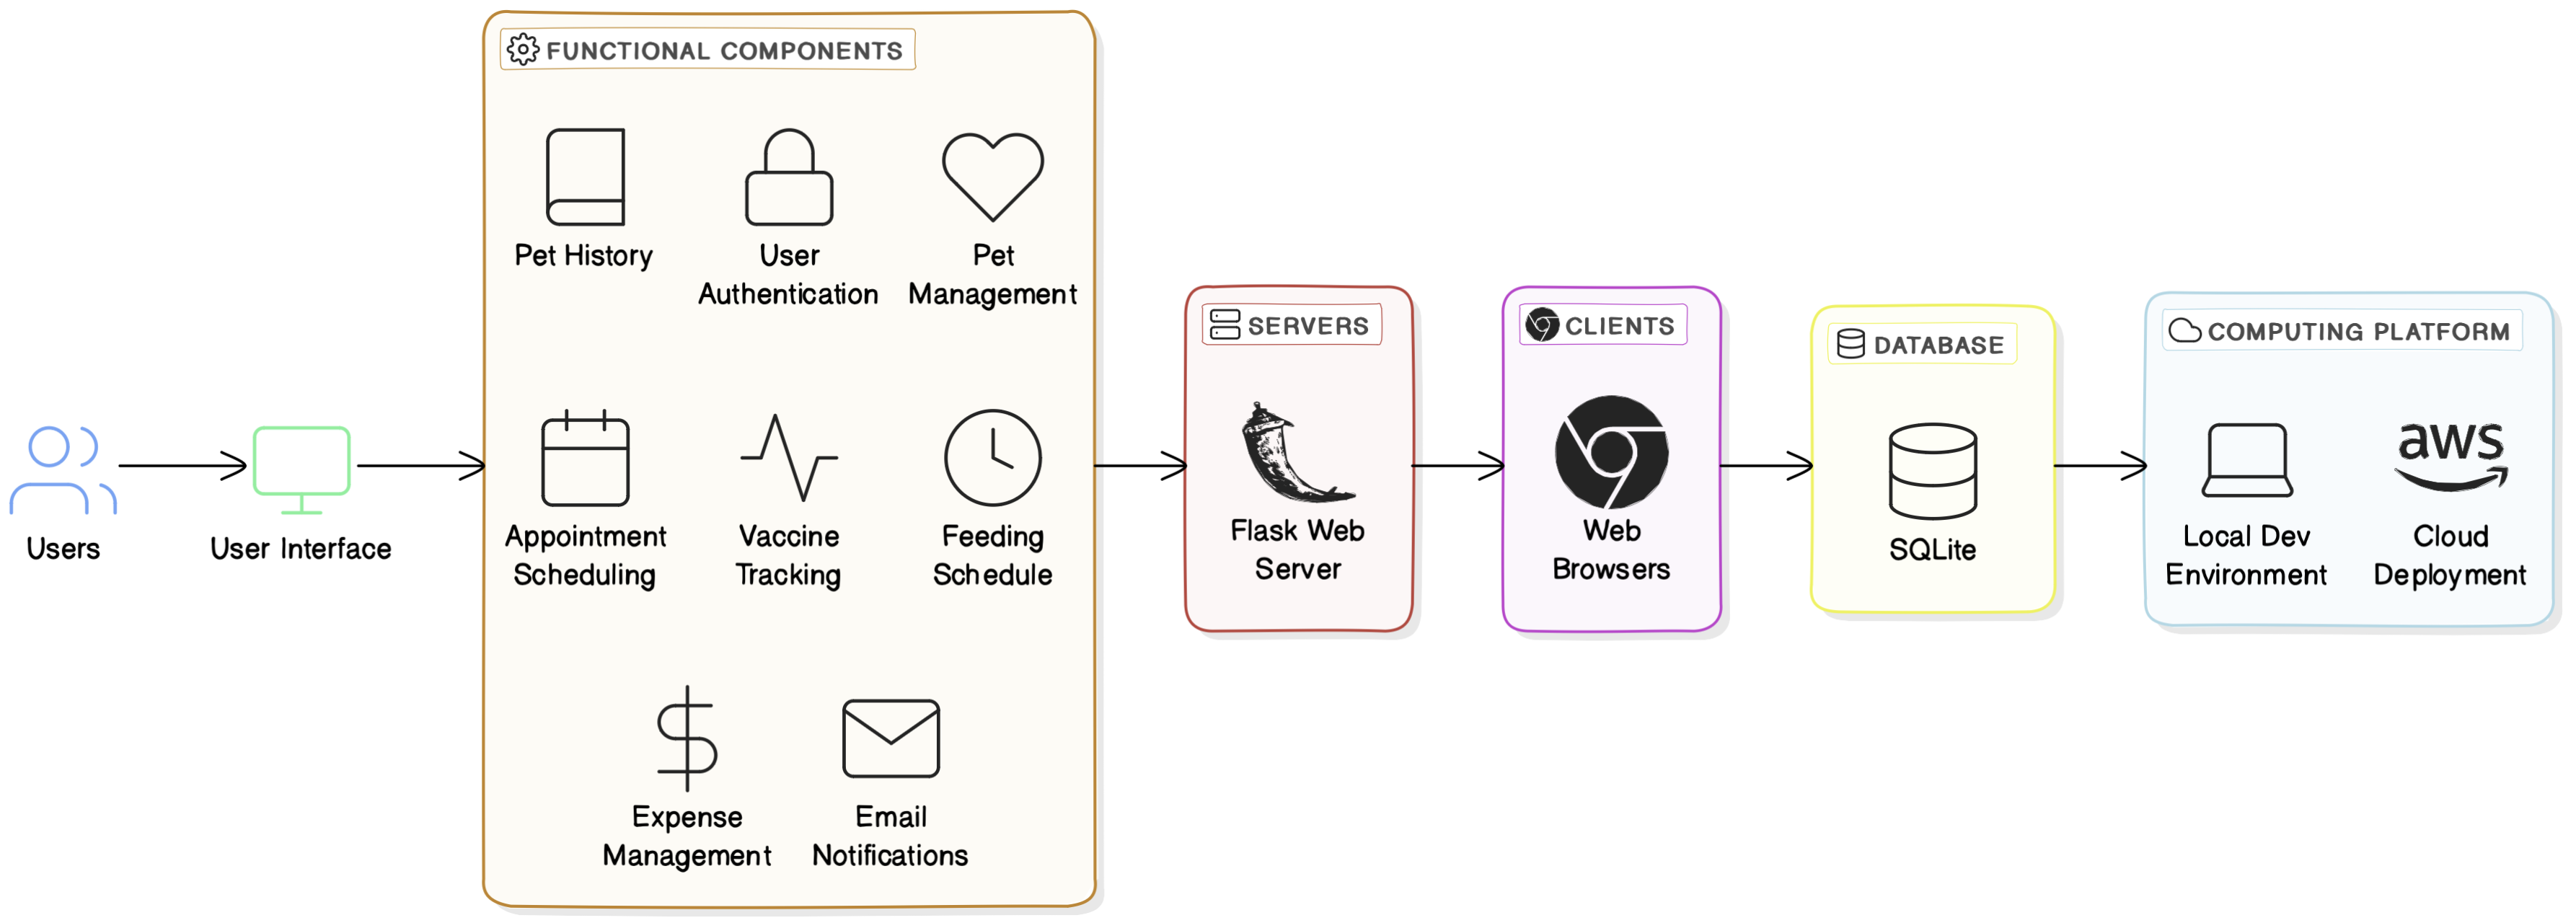 FUNCTIONAL COMPONENTS
Pet History
User
Authentication
Pet
Management
Appointment
Scheduling
Vaccine
Tracking
Feeding
Schedule
Expense
Management
Email
Notifications
Users
User Interface
SERVERS
Flask Web
Server
CLIENTS
Web
Browsers
DATABASE
SQLite
COMPUTING PLATFORM
Local Dev
Environment
aws
Cloud
Deployment